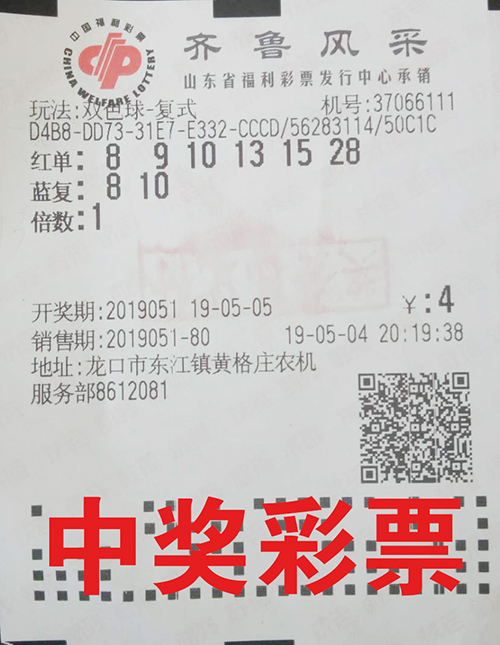 中国福利彩票
CHINA WELFARE LOTTERY
齐鲁风采
山东省福利彩票发行中心承销
玩法:双色球-复式 机号:37066111
D4B8-DD73-31E7-E332-CCCD/56283114/50C1C
红单: 8 9 10 13 15 28
蓝复: 8 10
倍数:1
开奖期:2019051 19-05-05 ¥:4
销售期:2019051-80 19-05-04 20:19:38
地址:龙口市东江镇黄格庄农机
服务部8612081
中奖彩票